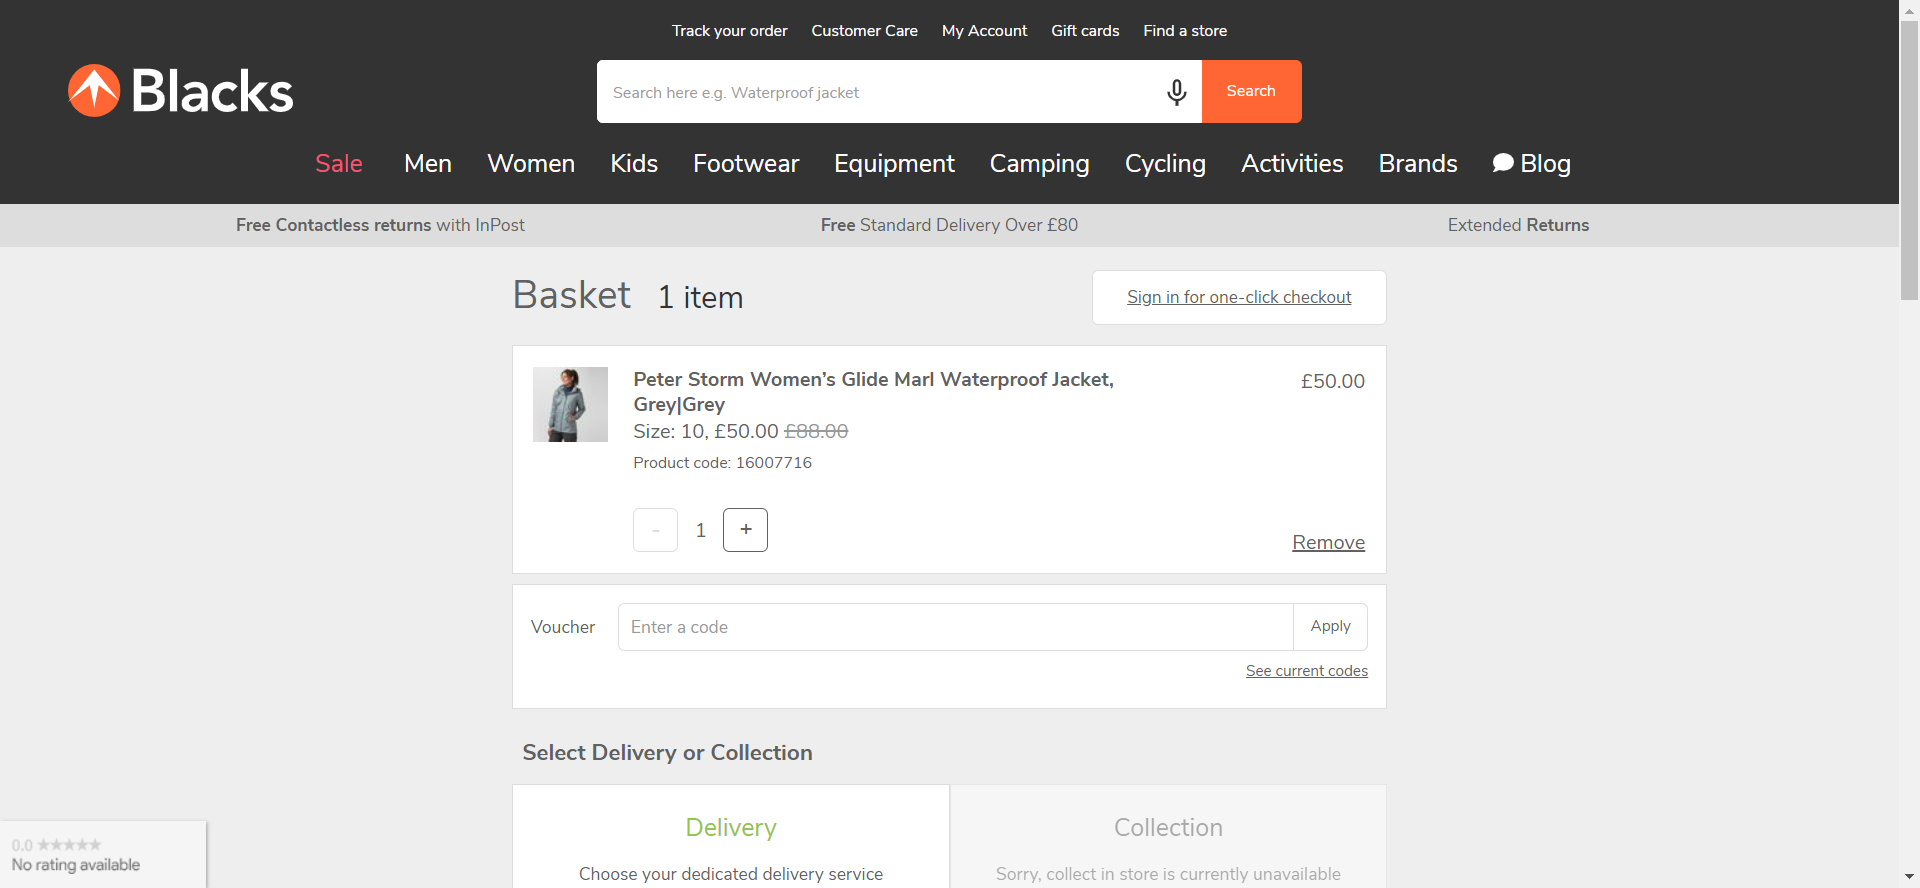 Track your order Customer Care My Account Gift cards Find a store
Blacks
Search here e.g. Waterproof jacket Search
Sale Men Women Kids Footwear Equipment Camping Cycling Activities Brands Blog
Free Contactless returns with InPost Free Standard Delivery Over £80 Extended Returns
Basket 1 item Sign in for one-click checkout
Peter Storm Women’s Glide Marl Waterproof Jacket, £50.00
Grey|Grey
Size: 10, £50.00 £88.00
Product code: 16007716
- 1 +
Remove
Voucher Enter a code Apply
See current codes
Select Delivery or Collection
Delivery Collection
Choose your dedicated delivery service Sorry, collect in store is currently unavailable
0.0 ★★★★★
No rating available